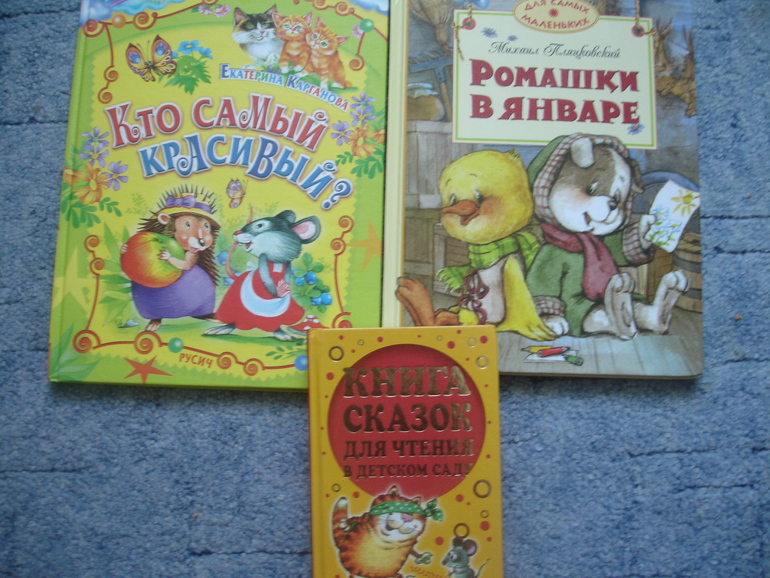 Екатерина Карганова
Кто самый
красивый?
РУСИЧ
ДЛЯ САМЫХ
МАЛЕНЬКИХ
Михаил Пляцковский
Ромашки
в январе
КНИГА
СКАЗОК
ДЛЯ ЧТЕНИЯ
В ДЕТСКОМ САДУ